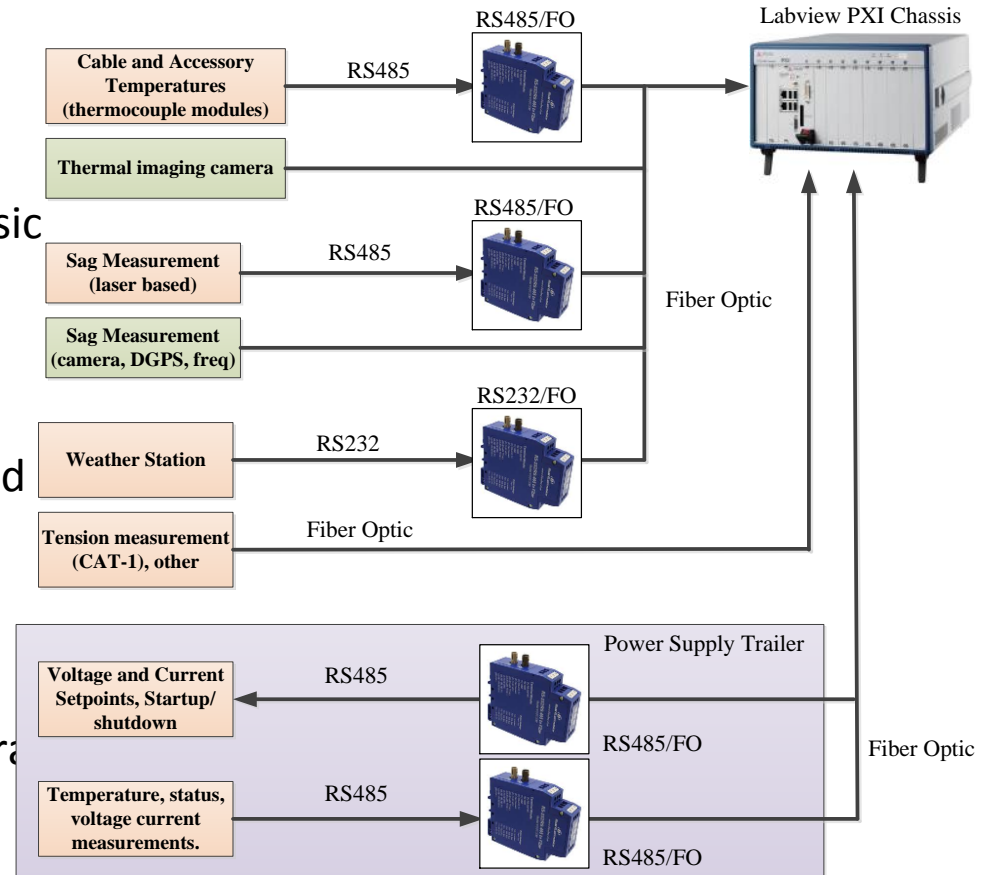 Labview PXI Chassis
RS485/FO
Cable and Accessory
Temperatures
(thermocouple modules)
RS485
Thermal imaging camera
sic
RS485/FO
Sag Measurement
(laser based)
RS485
Fiber Optic
Sag Measurement
(camera, DGPS, freq)
RS232/FO
Weather Station
RS232
d
Tension measurement
(CAT-1), other
Fiber Optic
Power Supply Trailer
Voltage and Current
Setpoints, Startup/
shutdown
RS485
RS485/FO
Fiber Optic
ra
Temperature, status,
voltage current
measurements.
RS485
RS485/FO